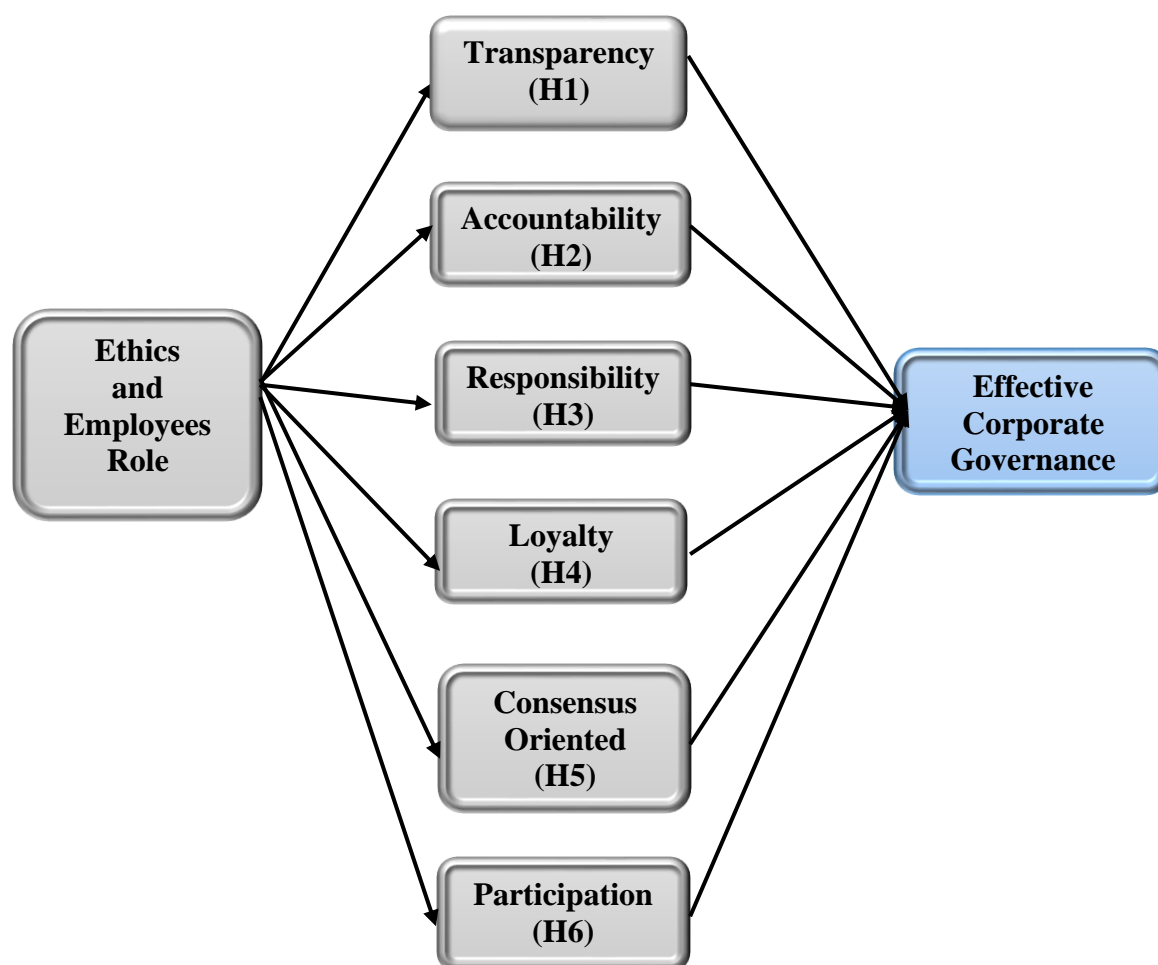 Transparency
(H1)
Accountability
(H2)
Ethics
and
Employees
Role
Responsibility
(H3)
Effective
Corporate
Governance
Loyalty
(H4)
Consensus
Oriented
(H5)
Participation
(H6)